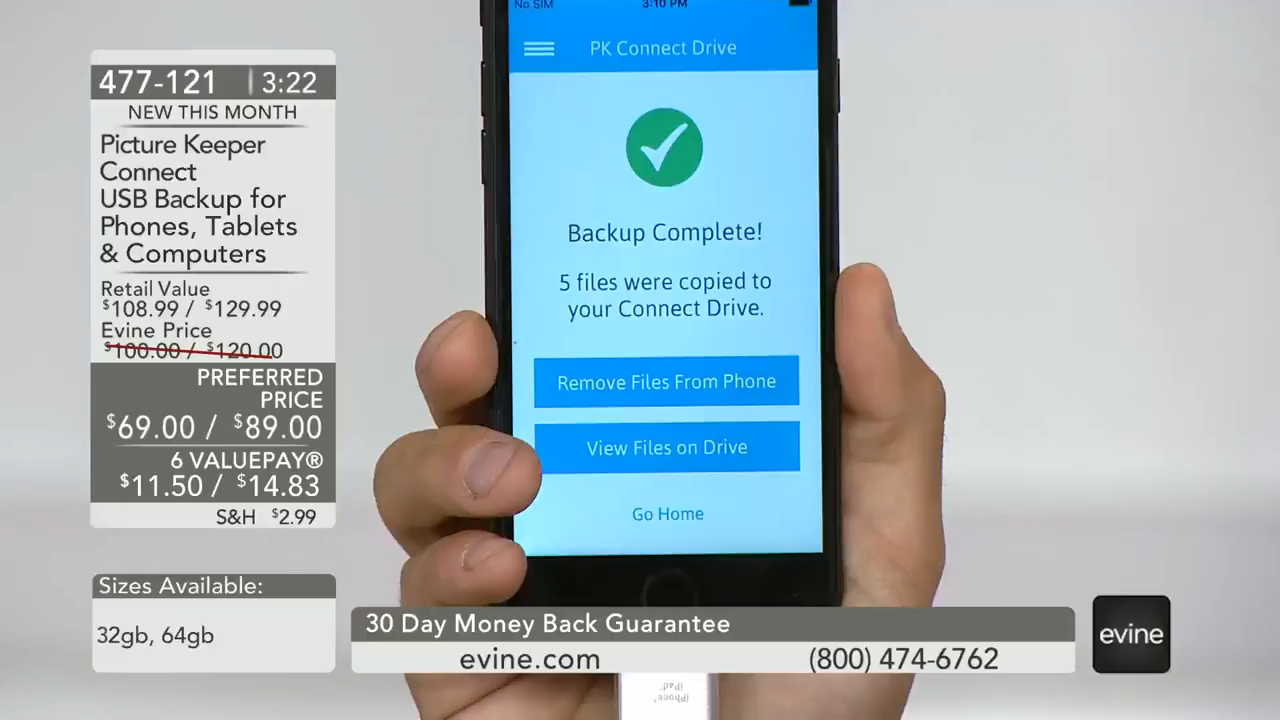 No SIM 3:10 PM
PK Connect Drive
Backup Complete!
5 files were copied to
your Connect Drive.
Remove Files From Phone
View Files on Drive
Go Home
iPhone®
iPad®
477-121 3:22
NEW THIS MONTH
Picture Keeper
Connect
USB Backup for
Phones, Tablets
& Computers
Retail Value
$108.99 / $129.99
Evine Price
$100.00 / $120.00
PREFERRED
PRICE
$69.00 / $89.00
6 VALUEPAY®
$11.50 / $14.83
S&H $2.99
Sizes Available:
32gb, 64gb
30 Day Money Back Guarantee
evine.com (800) 474-6762
evine